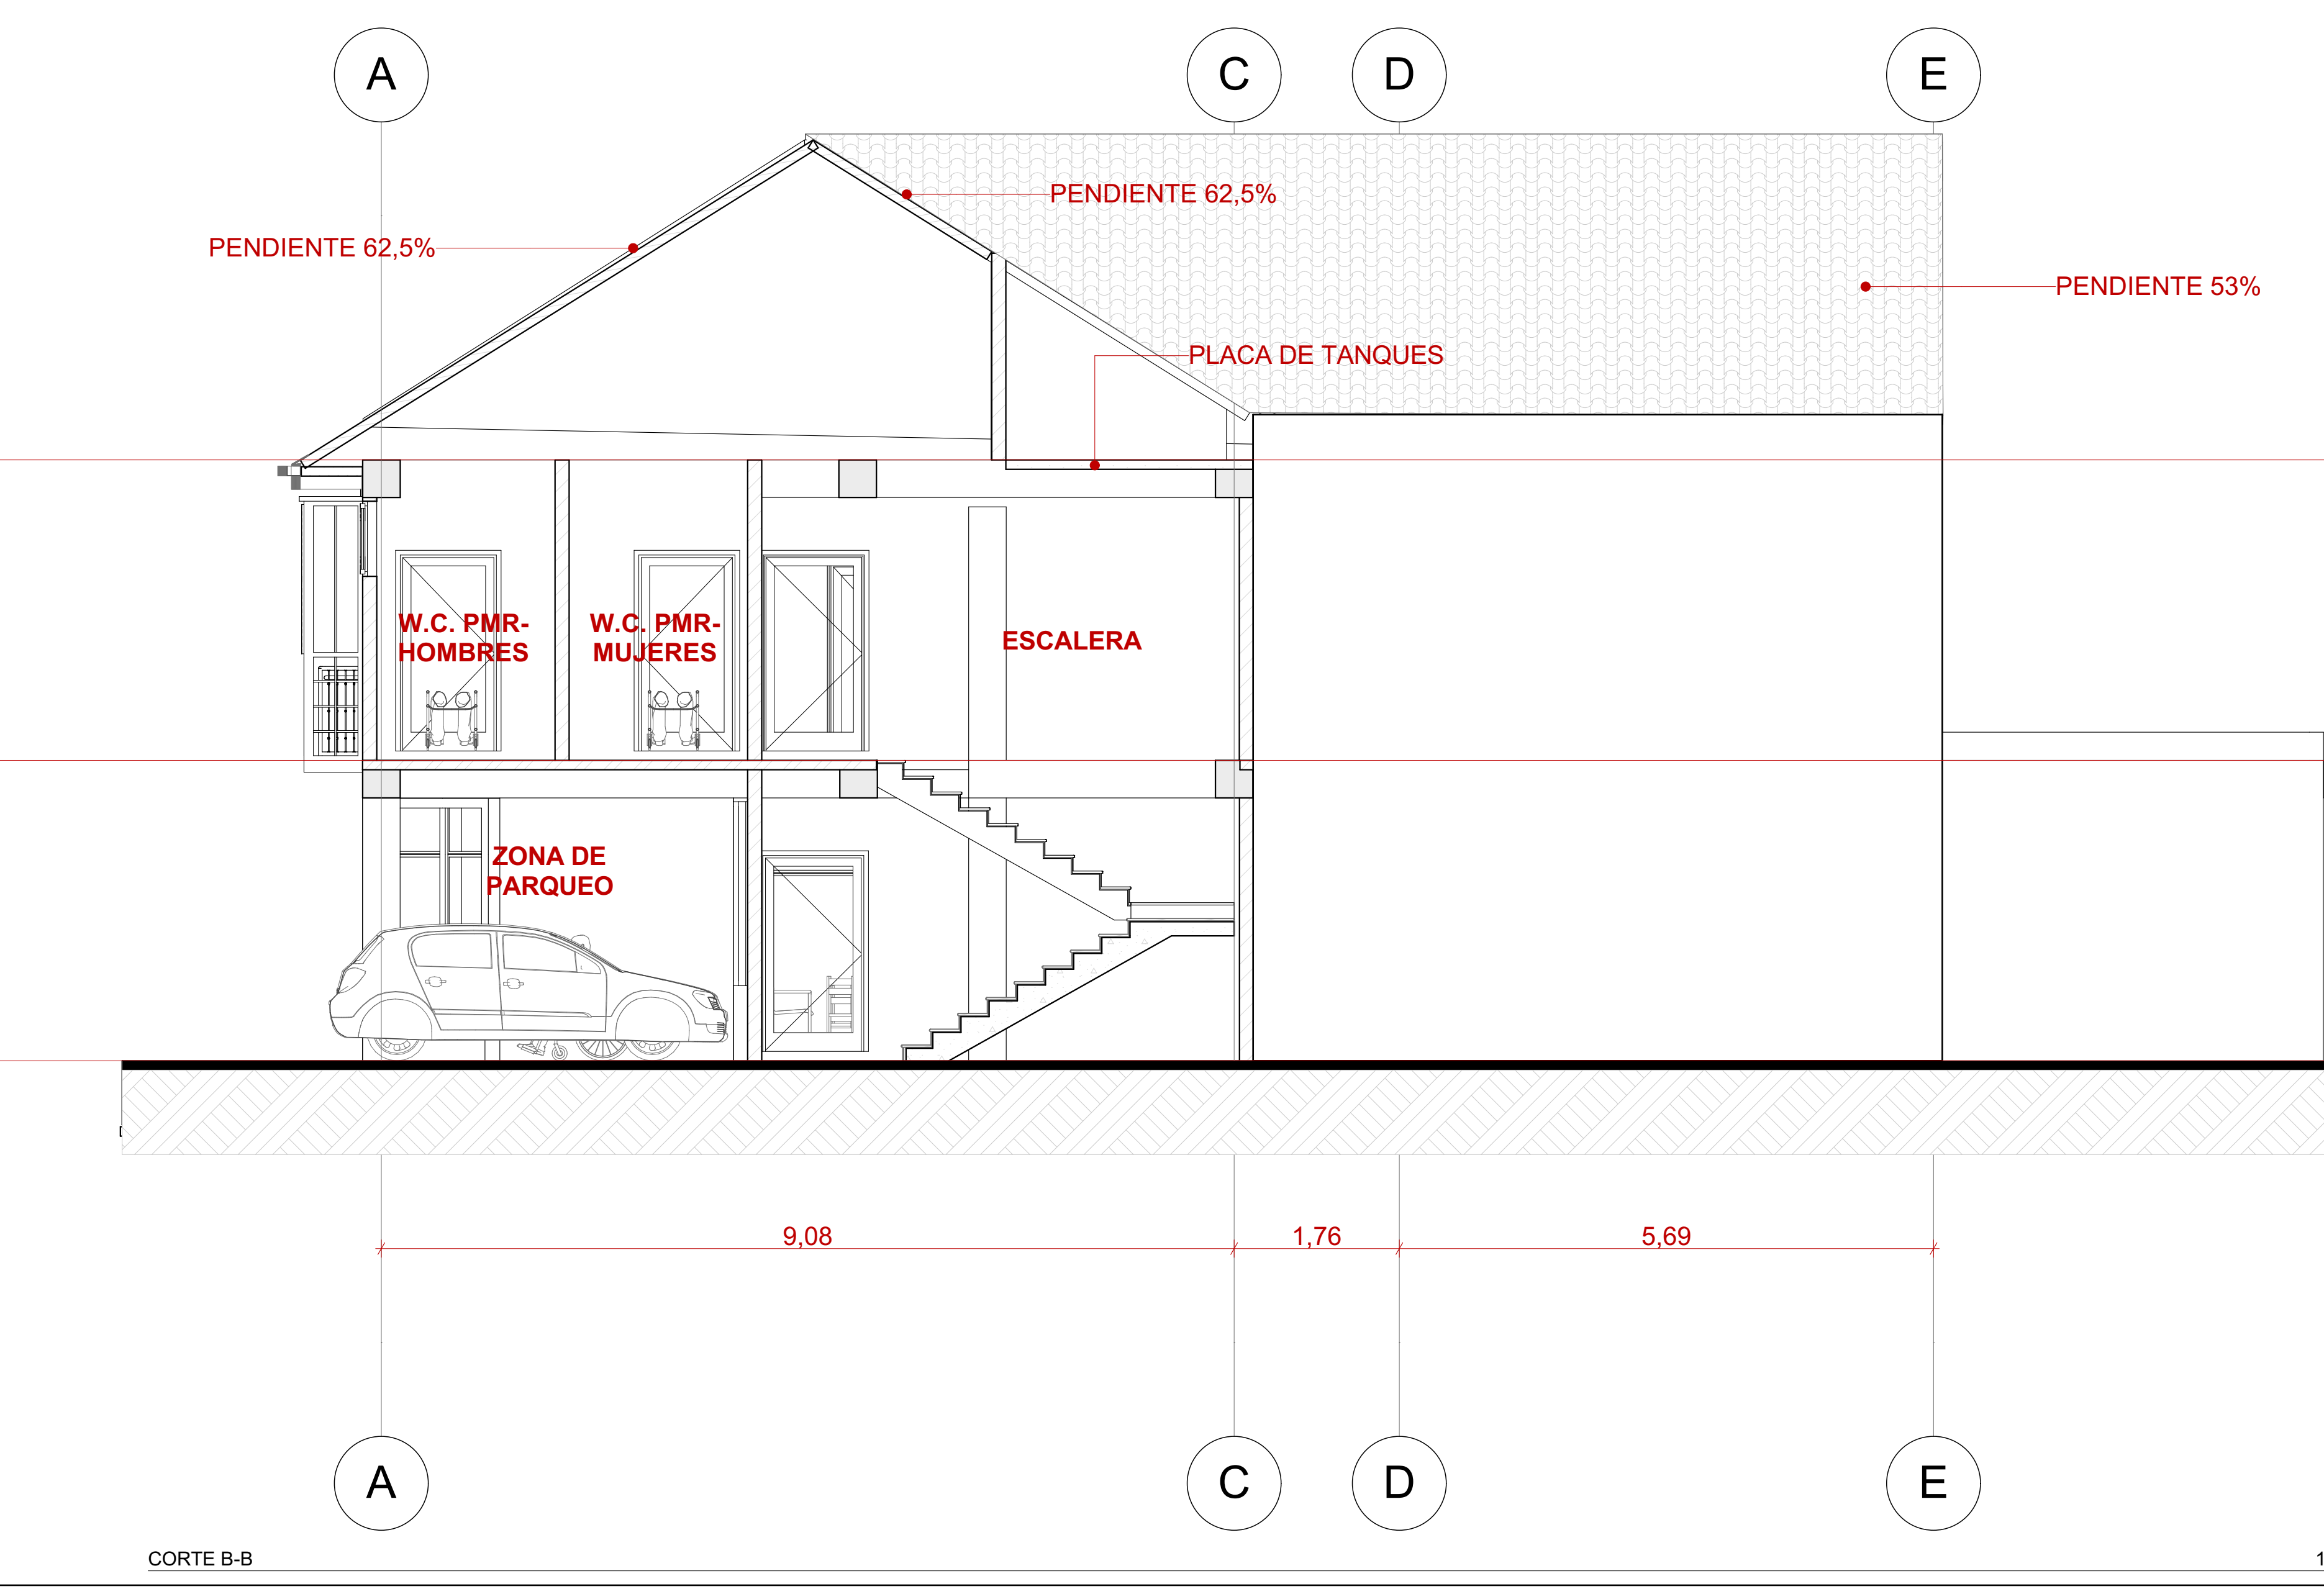 A
C
D
E
PENDIENTE 62,5%
PENDIENTE 62,5%
PENDIENTE 53%
PLACA DE TANQUES
W.C. PMR-
HOMBRES
W.C. PMR-
MUJERES
ESCALERA
ZONA DE
PARQUEO
9,08
1,76
5,69
A
C
D
E
CORTE B-B
1